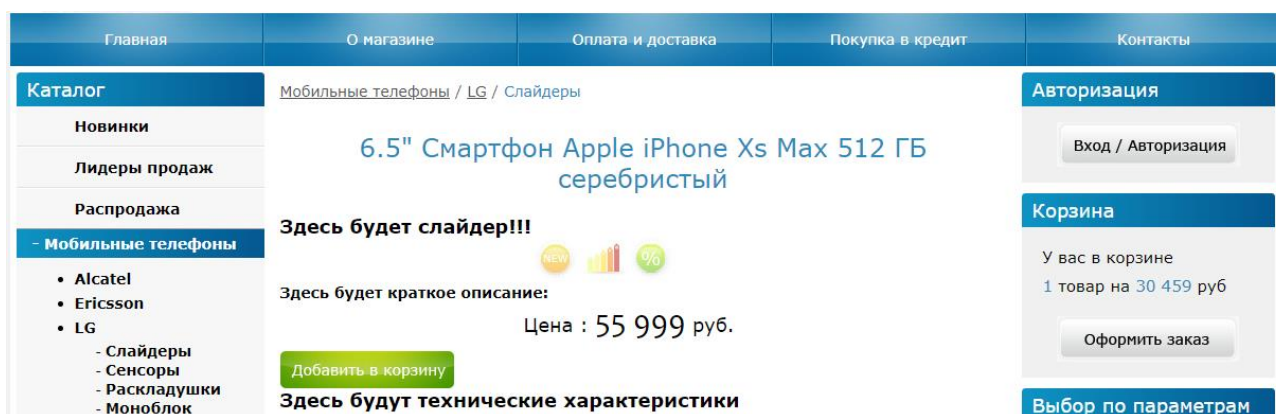 Главная
О магазине
Оплата и доставка
Покупка в кредит
Контакты
Каталог
Новинки
Лидеры продаж
Распродажа
- Мобильные телефоны
• Alcatel
• Ericsson
• LG
- Слайдеры
- Сенсоры
- Раскладушки
- Моноблок
Мобильные телефоны / LG / Слайдеры
6.5" Смартфон Apple iPhone Xs Max 512 ГБ
серебристый
Здесь будет слайдер!!!
NEW %
Здесь будет краткое описание:
Цена : 55 999 руб.
Добавить в корзину
Здесь будут технические характеристики
Авторизация
Вход / Авторизация
Корзина
У вас в корзине
1 товар на 30 459 руб
Оформить заказ
Выбор по параметрам